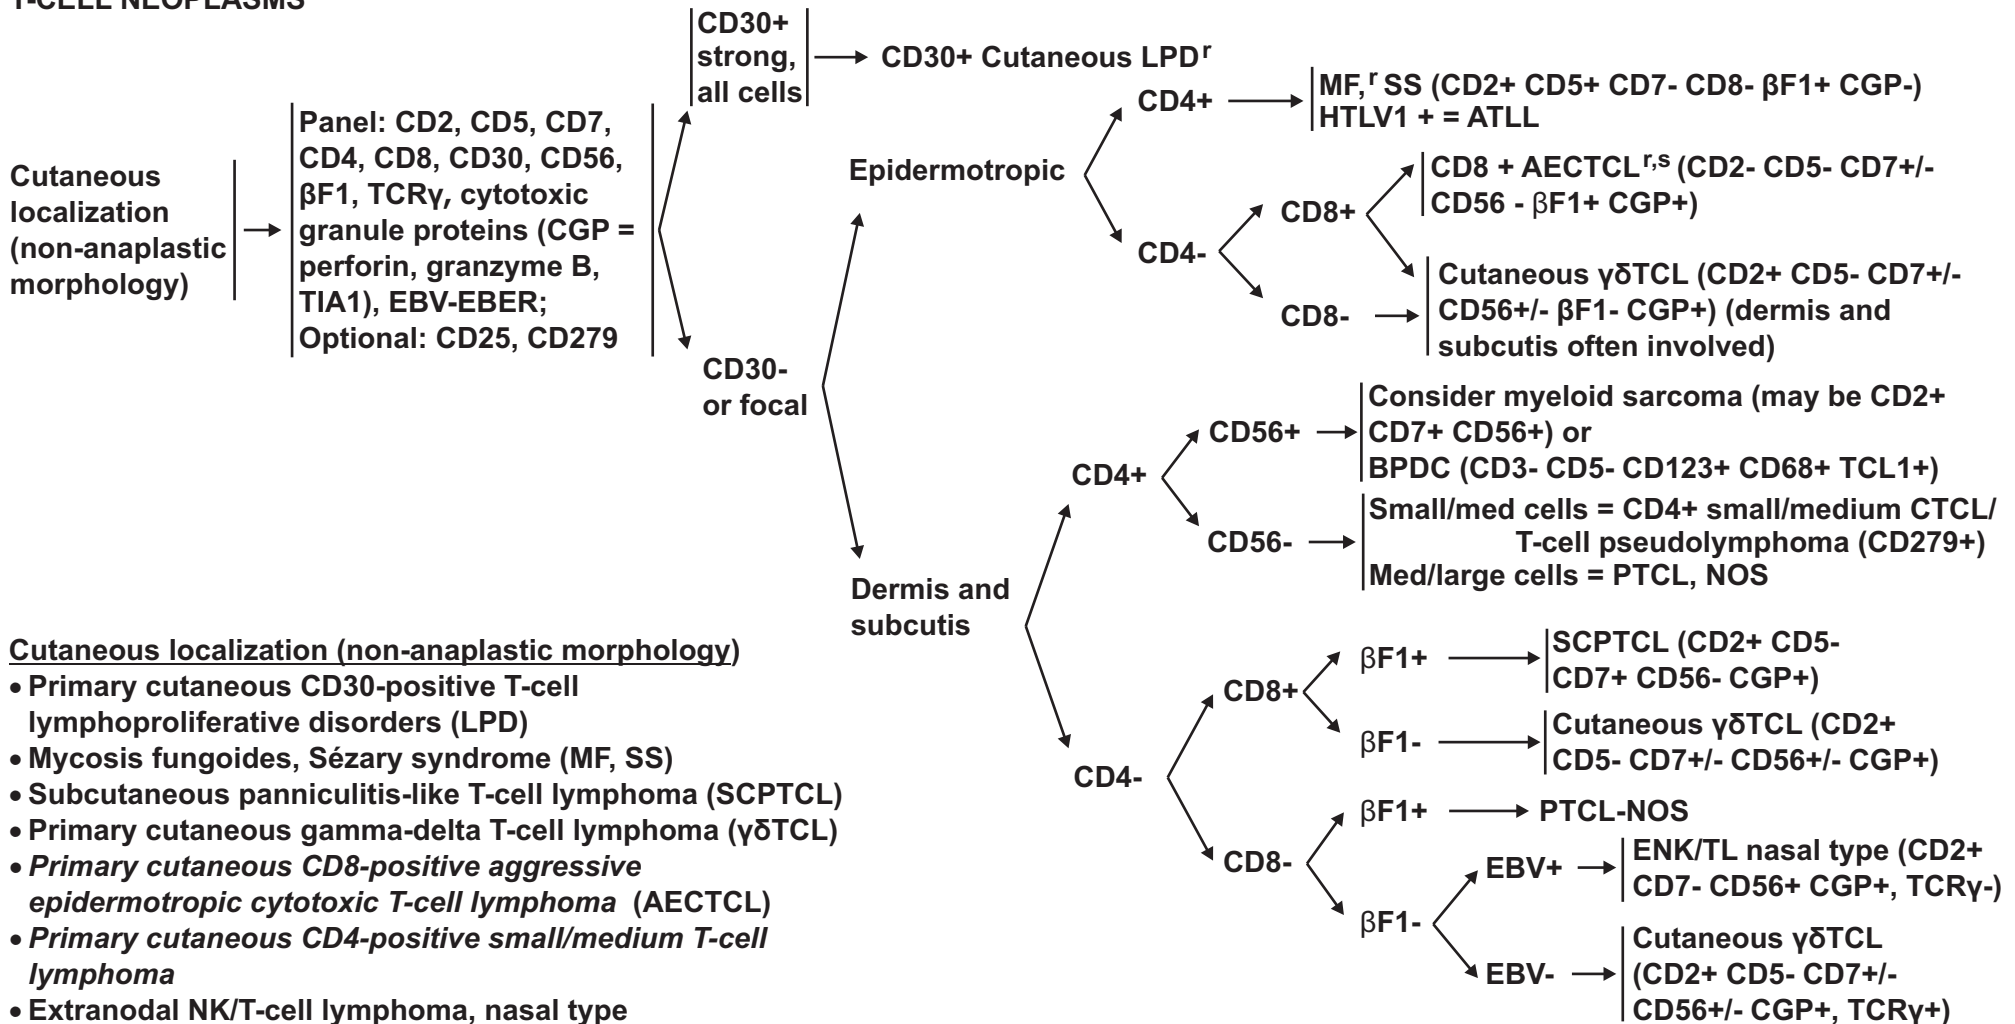 T-CELL NEOPLASMS
Cutaneous
localization
(non-anaplastic
morphology)
Panel: CD2, CD5, CD7,
CD4, CD8, CD30, CD56,
βF1, TCRγ, cytotoxic
granule proteins (CGP =
perforin, granzyme B,
TIA1), EBV-EBER;
Optional: CD25, CD279
CD30+
strong,
all cells
CD30+ Cutaneous LPDʳ
CD30-
or focal
Epidermotropic
CD4+
MF,ʳ SS (CD2+ CD5+ CD7- CD8- βF1+ CGP-)
HTLV1 + = ATLL
CD4-
CD8+
CD8 + AECTCLʳ,ˢ (CD2- CD5- CD7+/-
CD56 - βF1+ CGP+)
CD8-
Cutaneous γδTCL (CD2+ CD5- CD7+/-
CD56+/- βF1- CGP+) (dermis and
subcutis often involved)
Dermis and
subcutis
CD4+
CD56+
Consider myeloid sarcoma (may be CD2+
CD7+ CD56+) or
BPDC (CD3- CD5- CD123+ CD68+ TCL1+)
CD56-
Small/med cells = CD4+ small/medium CTCL/
T-cell pseudolymphoma (CD279+)
Med/large cells = PTCL, NOS
CD4-
CD8+
βF1+
SCPTCL (CD2+ CD5-
CD7+ CD56- CGP+)
βF1-
Cutaneous γδTCL (CD2+
CD5- CD7+/- CD56+/- CGP+)
CD8-
βF1+
PTCL-NOS
βF1-
EBV+
ENK/TL nasal type (CD2+
CD7- CD56+ CGP+, TCRγ-)
EBV-
Cutaneous γδTCL
(CD2+ CD5- CD7+/-
CD56+/- CGP+, TCRγ+)
Cutaneous localization (non-anaplastic morphology)
• Primary cutaneous CD30-positive T-cell
lymphoproliferative disorders (LPD)
• Mycosis fungoides, Sézary syndrome (MF, SS)
• Subcutaneous panniculitis-like T-cell lymphoma (SCPTCL)
• Primary cutaneous gamma-delta T-cell lymphoma (γδTCL)
• Primary cutaneous CD8-positive aggressive
epidermotropic cytotoxic T-cell lymphoma (AECTCL)
• Primary cutaneous CD4-positive small/medium T-cell
lymphoma
• Extranodal NK/T-cell lymphoma, nasal type